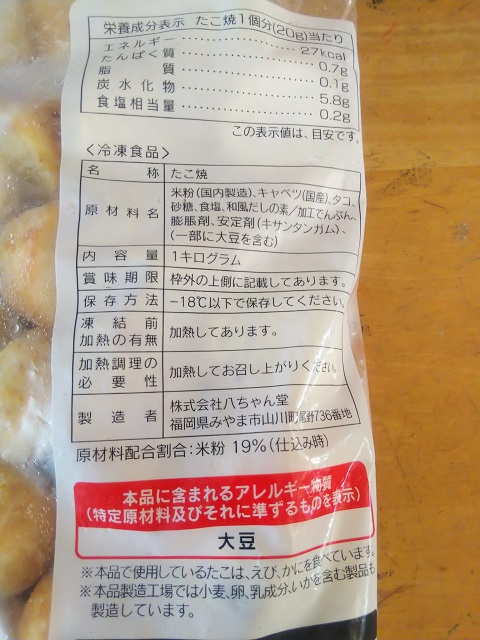 栄養成分表示 たこ焼1個分(20g)当たり
エネルギー 27kcal
たんぱく質 0.7g
脂質 0.1g
炭水化物 5.8g
食塩相当量 0.2g
この表示値は、目安です。
〈冷凍食品〉
名称 たこ焼
原材料名 米粉(国内製造)、キャベツ(国産)、タコ、
砂糖、食塩、和風だしの素/加工でんぷん、
膨脹剤、安定剤(キサンタンガム)、
(一部に大豆を含む)
内容量 1キログラム
賞味期限 枠外の上側に記載してあります。
保存方法 −18℃以下で保存してください。
凍結前
加熱の有無 加熱してあります。
加熱調理の
必要性 加熱してお召し上がりください。
製造者 株式会社八ちゃん堂
福岡県みやま市山川町尾野736番地
原材料配合割合:米粉 19%(仕込み時)
本品に含まれるアレルギー物質
(特定原材料及びそれに準ずるものを表示)
大豆
※本品で使用しているたこは、えび、かにを食べています。
※本品製造工場では小麦、卵、乳成分、いかを含む製品も
製造しています。